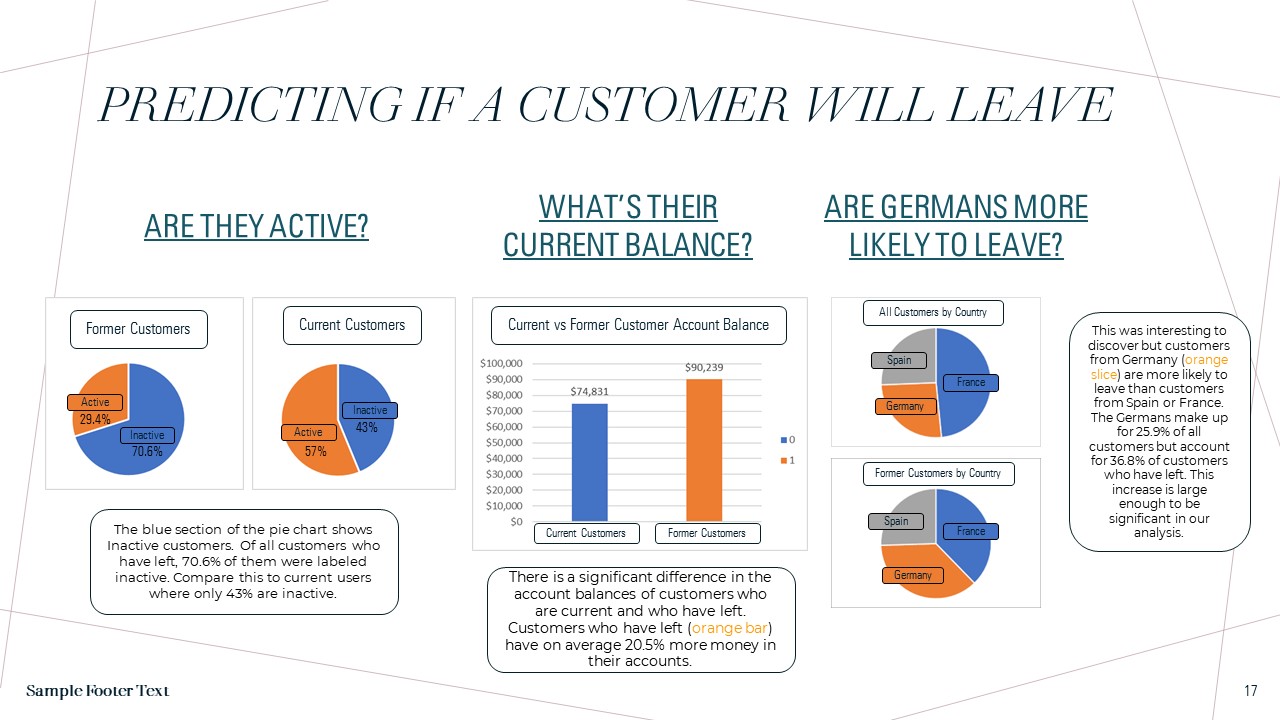 PREDICTING IF A CUSTOMER WILL LEAVE
ARE THEY ACTIVE?
WHAT'S THEIR
CURRENT BALANCE?
ARE GERMANS MORE
LIKELY TO LEAVE?
Former Customers
Active
29.4%
Inactive
70.6%
Current Customers
Inactive
43%
Active
57%
The blue section of the pie chart shows
Inactive customers. Of all customers who
have left, 70.6% of them were labeled
inactive. Compare this to current users
where only 43% are inactive.
Current vs Former Customer Account Balance
$100,000
$90,000
$80,000
$70,000
$60,000
$50,000
$40,000
$30,000
$20,000
$10,000
$0
$74,831
$90,239
0
1
Current Customers
Former Customers
There is a significant difference in the
account balances of customers who
are current and who have left.
Customers who have left (orange bar)
have on average 20.5% more money in
their accounts.
All Customers by Country
Spain
France
Germany
Former Customers by Country
Spain
France
Germany
This was interesting to
discover but customers
from Germany (orange
slice) are more likely to
leave than customers
from Spain or France.
The Germans make up
for 25.9% of all
customers but account
for 36.8% of customers
who have left. This
increase is large
enough to be
significant in our
analysis.
Sample Footer Text
17